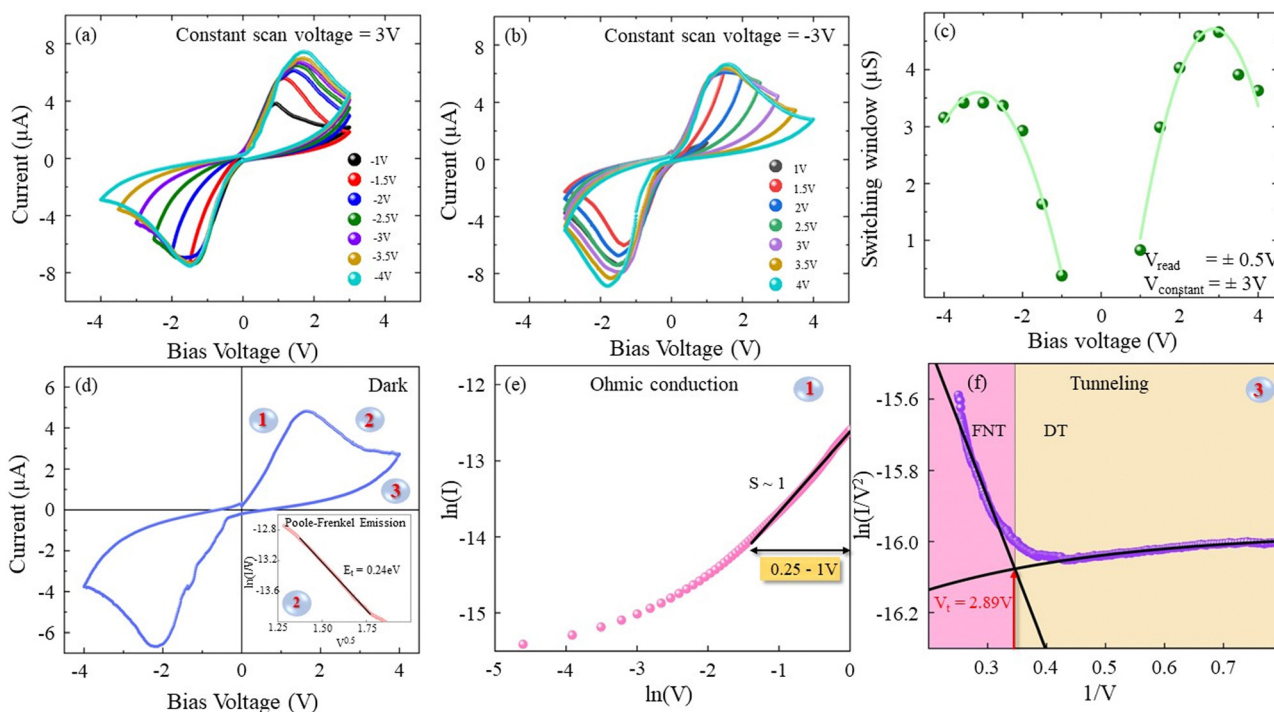 (a) Constant scan voltage = 3V
8
4
0
-4
-8
Current (μA)
-1V
-1.5V
-2V
-2.5V
-3V
-3.5V
-4V
-4 -2 0 2 4
Bias Voltage (V)
(b) Constant scan voltage = -3V
8
4
0
-4
-8
Current (μA)
1V
1.5V
2V
2.5V
3V
3.5V
4V
-4 -2 0 2 4
Bias Voltage (V)
(c)
Switching window (μS)
5
3
1
V_read = ± 0.5V
V_constant = ± 3V
-4 -2 0 2 4
Bias voltage (V)
(d) Dark
6
4
2
0
-2
-4
-6
Current (μA)
1
2
3
Poole-Frenkel Emission
-12.8
-13.2
-13.6
ln(I/V)
E_t = 0.24eV
2
1.25 1.50 1.75
V^0.5
-4 -2 0 2 4
Bias Voltage (V)
(e) Ohmic conduction 1
-12
-13
-14
-15
ln(I)
S ~ 1
0.25 - 1V
-5 -4 -3 -2 -1 0
ln(V)
(f) Tunneling 3
-15.6
-15.8
-16.0
-16.2
ln(I/V²)
FNT DT
V_t = 2.89V
0.3 0.4 0.5 0.6 0.7
1/V